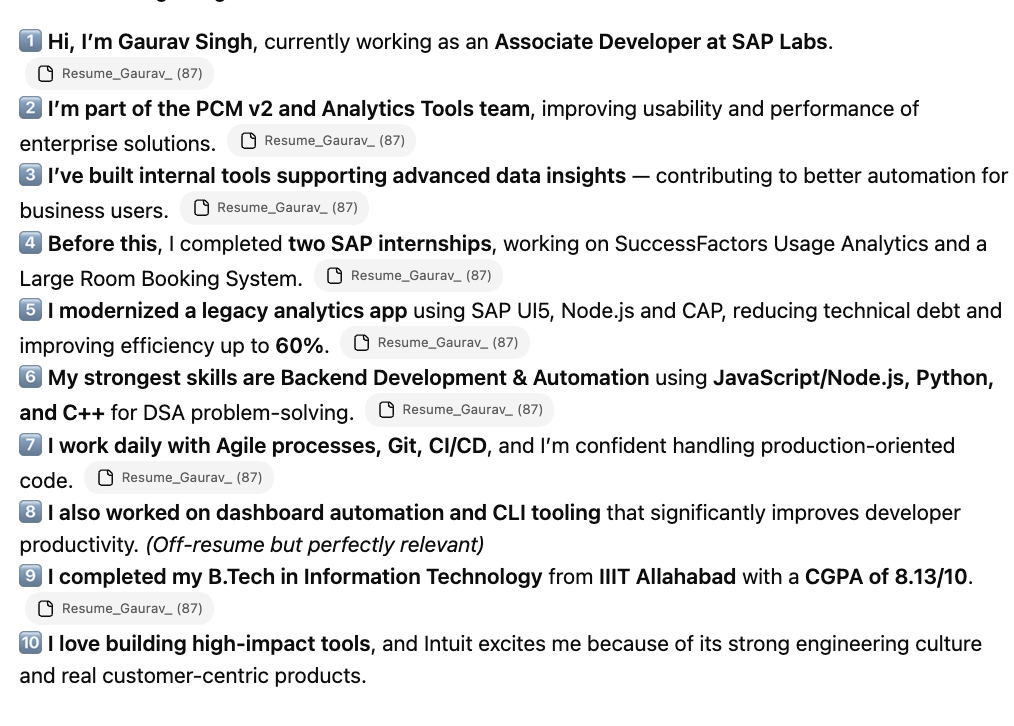 1 Hi, I'm Gaurav Singh, currently working as an Associate Developer at SAP Labs.
Resume_Gaurav_ (87)
2 I'm part of the PCM v2 and Analytics Tools team, improving usability and performance of
enterprise solutions. Resume_Gaurav_ (87)
3 I've built internal tools supporting advanced data insights — contributing to better automation for
business users. Resume_Gaurav_ (87)
4 Before this, I completed two SAP internships, working on SuccessFactors Usage Analytics and a
Large Room Booking System. Resume_Gaurav_ (87)
5 I modernized a legacy analytics app using SAP UI5, Node.js and CAP, reducing technical debt and
improving efficiency up to 60%. Resume_Gaurav_ (87)
6 My strongest skills are Backend Development & Automation using JavaScript/Node.js, Python,
and C++ for DSA problem-solving. Resume_Gaurav_ (87)
7 I work daily with Agile processes, Git, CI/CD, and I'm confident handling production-oriented
code. Resume_Gaurav_ (87)
8 I also worked on dashboard automation and CLI tooling that significantly improves developer
productivity. (Off-resume but perfectly relevant)
9 I completed my B.Tech in Information Technology from IIIT Allahabad with a CGPA of 8.13/10.
Resume_Gaurav_ (87)
10 I love building high-impact tools, and Intuit excites me because of its strong engineering culture
and real customer-centric products.